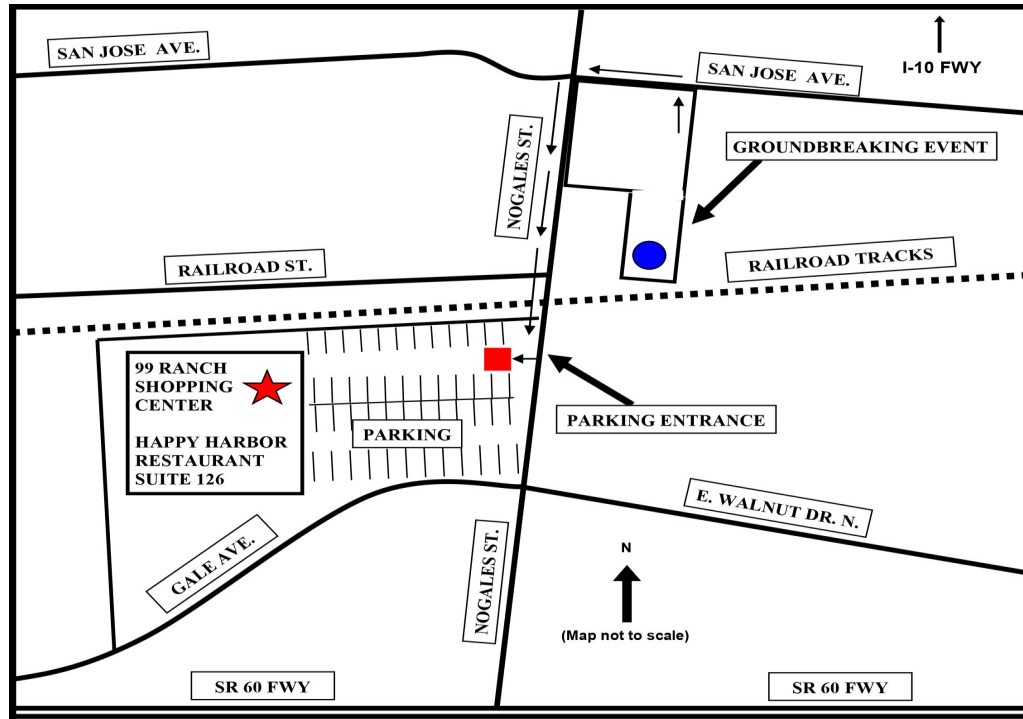 SAN JOSE AVE.
I-10 FWY
SAN JOSE AVE.
GROUNDBREAKING EVENT
NOGALES ST.
RAILROAD ST.
RAILROAD TRACKS
99 RANCH
SHOPPING
CENTER
HAPPY HARBOR
RESTAURANT
SUITE 126
PARKING
PARKING ENTRANCE
E. WALNUT DR. N.
GALE AVE.
NOGALES ST.
N
(Map not to scale)
SR 60 FWY
SR 60 FWY